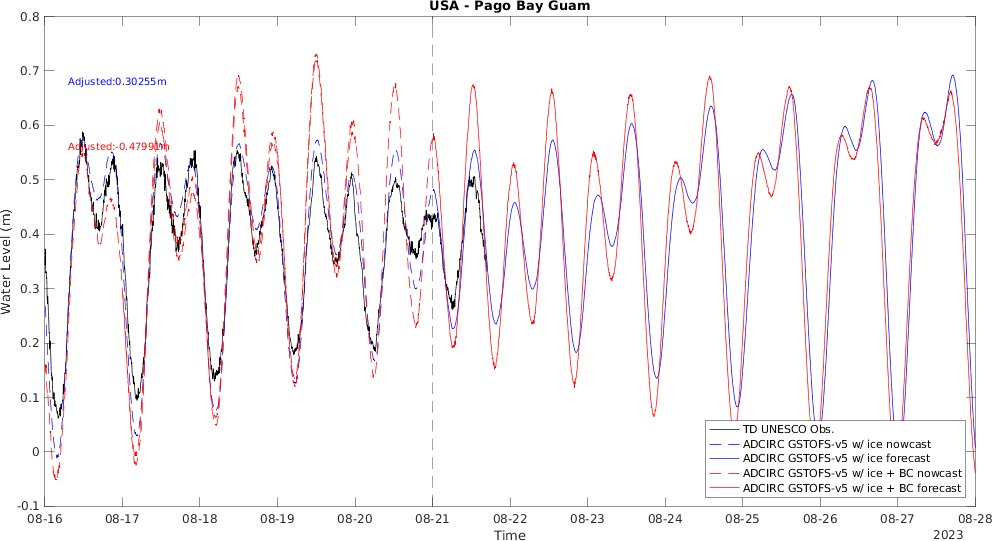 USA - Pago Bay Guam
0.8
0.7
0.6
0.5
0.4
0.3
0.2
0.1
0
-0.1
Water Level (m)
Adjusted:0.30255m
Adjusted:-0.47991m
TD UNESCO Obs.
ADCIRC GSTOFS-v5 w/ ice nowcast
ADCIRC GSTOFS-v5 w/ ice forecast
ADCIRC GSTOFS-v5 w/ ice + BC nowcast
ADCIRC GSTOFS-v5 w/ ice + BC forecast
08-16 08-17 08-18 08-19 08-20 08-21 08-22 08-23 08-24 08-25 08-26 08-27 08-28
Time
2023